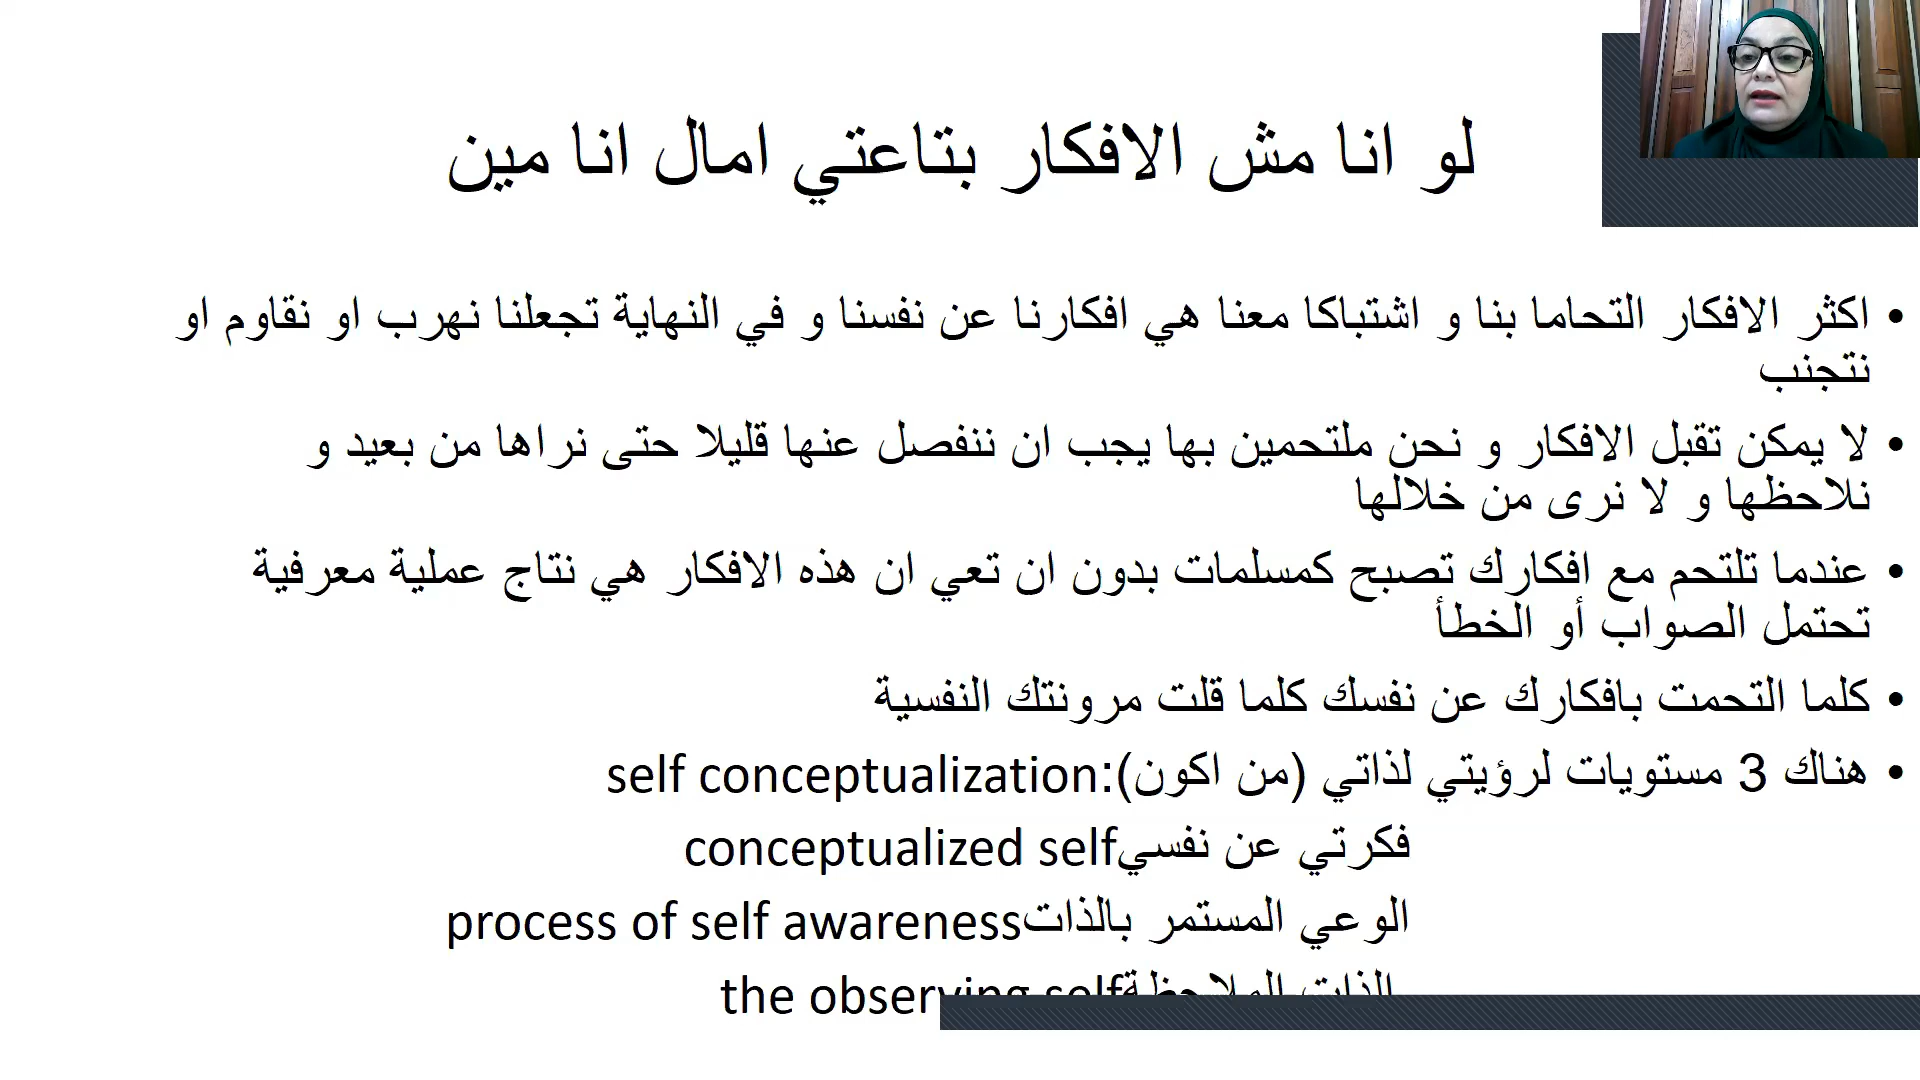 لو انا مش الافكار بتاعتي امال انا مين
• اكثر الافكار التحاما بنا و اشتباكا معنا هي افكارنا عن نفسنا و في النهاية تجعلنا نهرب او نقاوم او
نتجنب
• لا يمكن تقبل الافكار و نحن ملتحمين بها يجب ان ننفصل عنها قليلا حتى نراها من بعيد و
نلاحظها و لا نرى من خلالها
• عندما تلتحم مع افكارك تصبح كمسلمات بدون ان تعي ان هذه الافكار هي نتاج عملية معرفية
تحتمل الصواب أو الخطأ
• كلما التحمت بافكارك عن نفسك كلما قلت مرونتك النفسية
• هناك 3 مستويات لرؤيتي لذاتي (من اكون):self conceptualization
فكرتي عن نفسيconceptualized self
الوعي المستمر بالذاتprocess of self awareness
الذات الملاحظةthe observing self